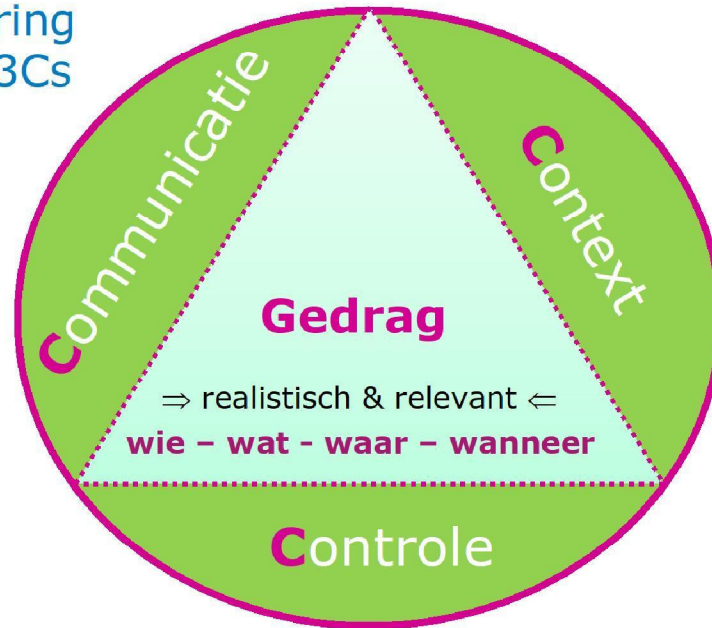 ring
3Cs
Communicatie
Context
Gedrag
⇒ realistisch & relevant ⇐
wie – wat - waar – wanneer
Controle